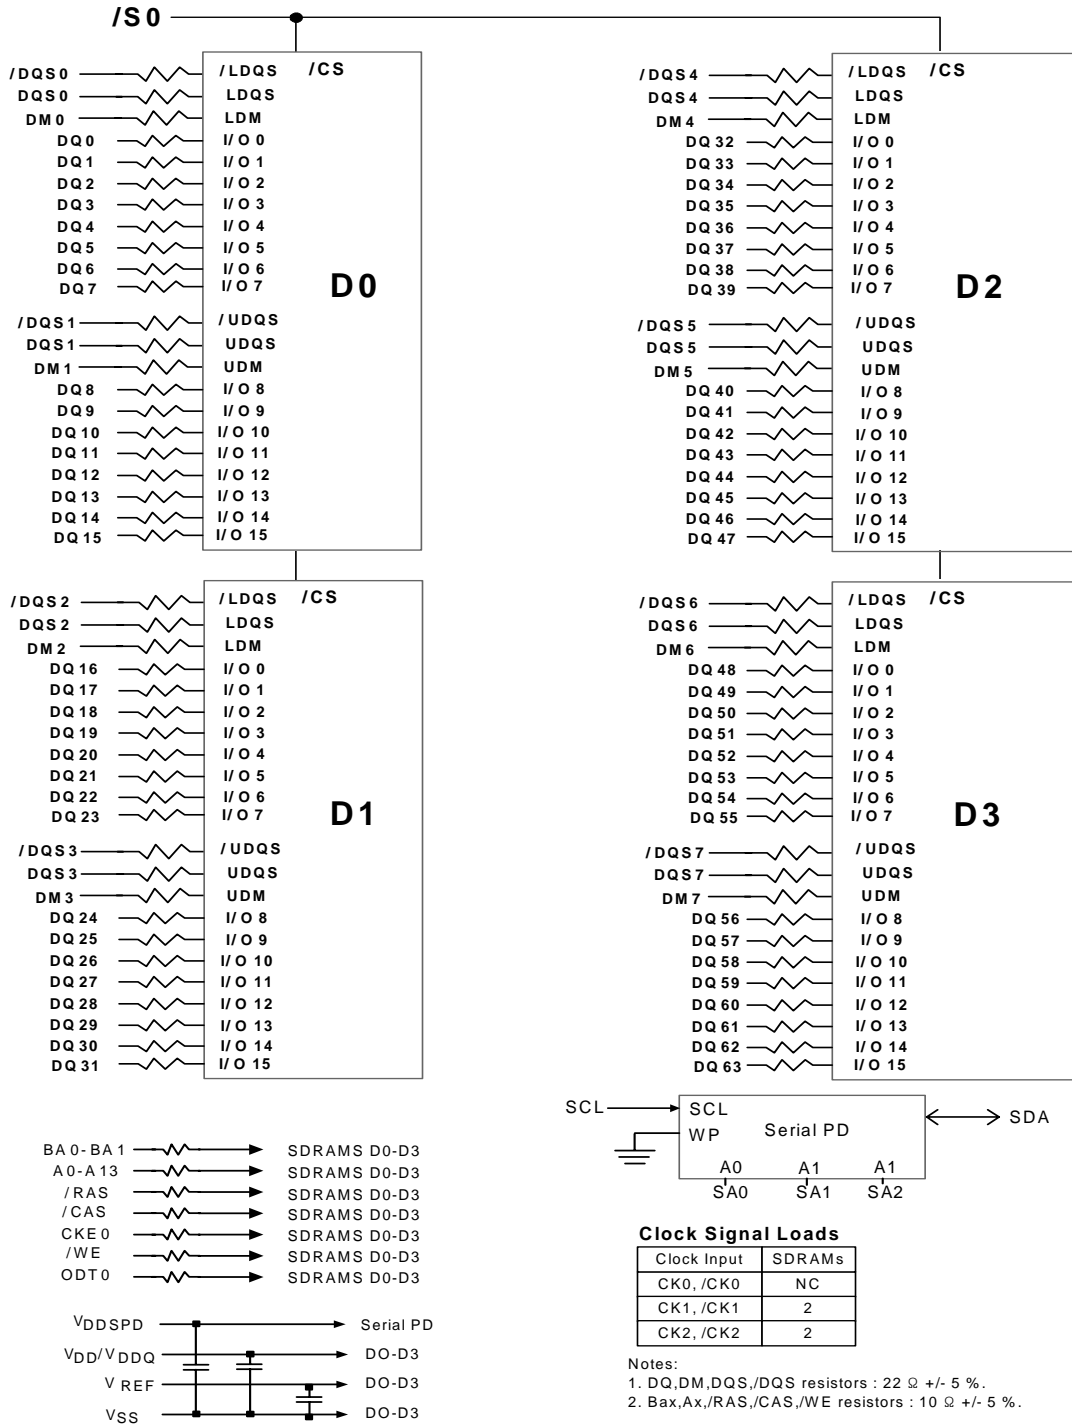 /S0
/DQS0 /LDQS /CS
DQS0 LDQS
DM0 LDM
DQ0 I/O 0
DQ1 I/O 1
DQ2 I/O 2
DQ3 I/O 3
DQ4 I/O 4
DQ5 I/O 5
DQ6 I/O 6
DQ7 I/O 7
D0
/DQS1 /UDQS
DQS1 UDQS
DM1 UDM
DQ8 I/O 8
DQ9 I/O 9
DQ10 I/O 10
DQ11 I/O 11
DQ12 I/O 12
DQ13 I/O 13
DQ14 I/O 14
DQ15 I/O 15
/DQS4 /LDQS /CS
DQS4 LDQS
DM4 LDM
DQ32 I/O 0
DQ33 I/O 1
DQ34 I/O 2
DQ35 I/O 3
DQ36 I/O 4
DQ37 I/O 5
DQ38 I/O 6
DQ39 I/O 7
D2
/DQS5 /UDQS
DQS5 UDQS
DM5 UDM
DQ40 I/O 8
DQ41 I/O 9
DQ42 I/O 10
DQ43 I/O 11
DQ44 I/O 12
DQ45 I/O 13
DQ46 I/O 14
DQ47 I/O 15
/DQS2 /LDQS /CS
DQS2 LDQS
DM2 LDM
DQ16 I/O 0
DQ17 I/O 1
DQ18 I/O 2
DQ19 I/O 3
DQ20 I/O 4
DQ21 I/O 5
DQ22 I/O 6
DQ23 I/O 7
D1
/DQS3 /UDQS
DQS3 UDQS
DM3 UDM
DQ24 I/O 8
DQ25 I/O 9
DQ26 I/O 10
DQ27 I/O 11
DQ28 I/O 12
DQ29 I/O 13
DQ30 I/O 14
DQ31 I/O 15
/DQS6 /LDQS /CS
DQS6 LDQS
DM6 LDM
DQ48 I/O 0
DQ49 I/O 1
DQ50 I/O 2
DQ51 I/O 3
DQ52 I/O 4
DQ53 I/O 5
DQ54 I/O 6
DQ55 I/O 7
D3
/DQS7 /UDQS
DQS7 UDQS
DM7 UDM
DQ56 I/O 8
DQ57 I/O 9
DQ58 I/O 10
DQ59 I/O 11
DQ60 I/O 12
DQ61 I/O 13
DQ62 I/O 14
DQ63 I/O 15
SCL SCL SDA
WP Serial PD
A0 A1 A1
SA0 SA1 SA2
BA0-BA1 SDRAMS D0-D3
A0-A13 SDRAMS D0-D3
/RAS SDRAMS D0-D3
/CAS SDRAMS D0-D3
CKE0 SDRAMS D0-D3
/WE SDRAMS D0-D3
ODT0 SDRAMS D0-D3
VDDSPD Serial PD
VDD/VDDQ DO-D3
VREF DO-D3
VSS DO-D3
Clock Signal Loads
Clock Input SDRAMs
CK0, /CK0 NC
CK1, /CK1 2
CK2, /CK2 2
Notes:
1. DQ,DM,DQS,/DQS resistors : 22 Ω +/- 5 %.
2. Bax,Ax,/RAS,/CAS,/WE resistors : 10 Ω +/- 5 %.